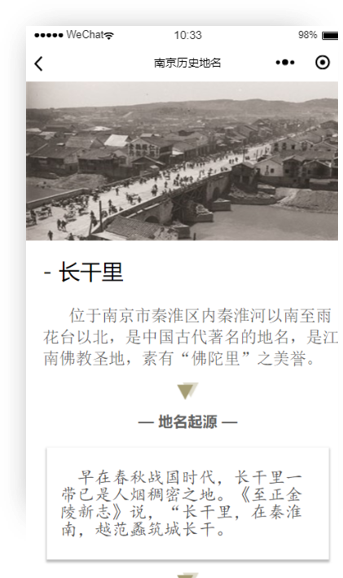 WeChat 10:33 98%
南京历史地名
- 长干里
位于南京市秦淮区内秦淮河以南至雨
花台以北，是中国古代著名的地名，是江
南佛教圣地，素有“佛陀里”之美誉。
— 地名起源 —
早在春秋战国时代，长干里一
带已是人烟稠密之地。《至正金
陵新志》说，“长干里，在秦淮
南，越范蠡筑城长干。